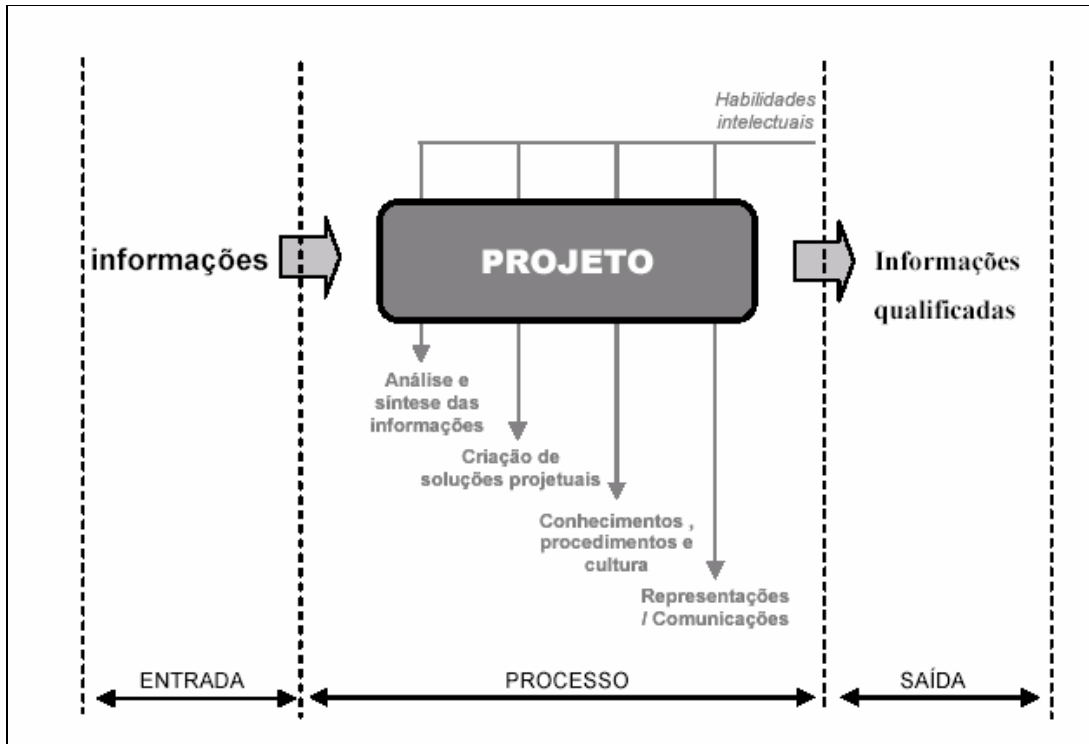 Habilidades
intelectuais
informações
PROJETO
Informações
qualificadas
Análise e
síntese das
informações
Criação de
soluções projetuais
Conhecimentos ,
procedimentos e
cultura
Representações
/ Comunicações
ENTRADA
PROCESSO
SAÍDA